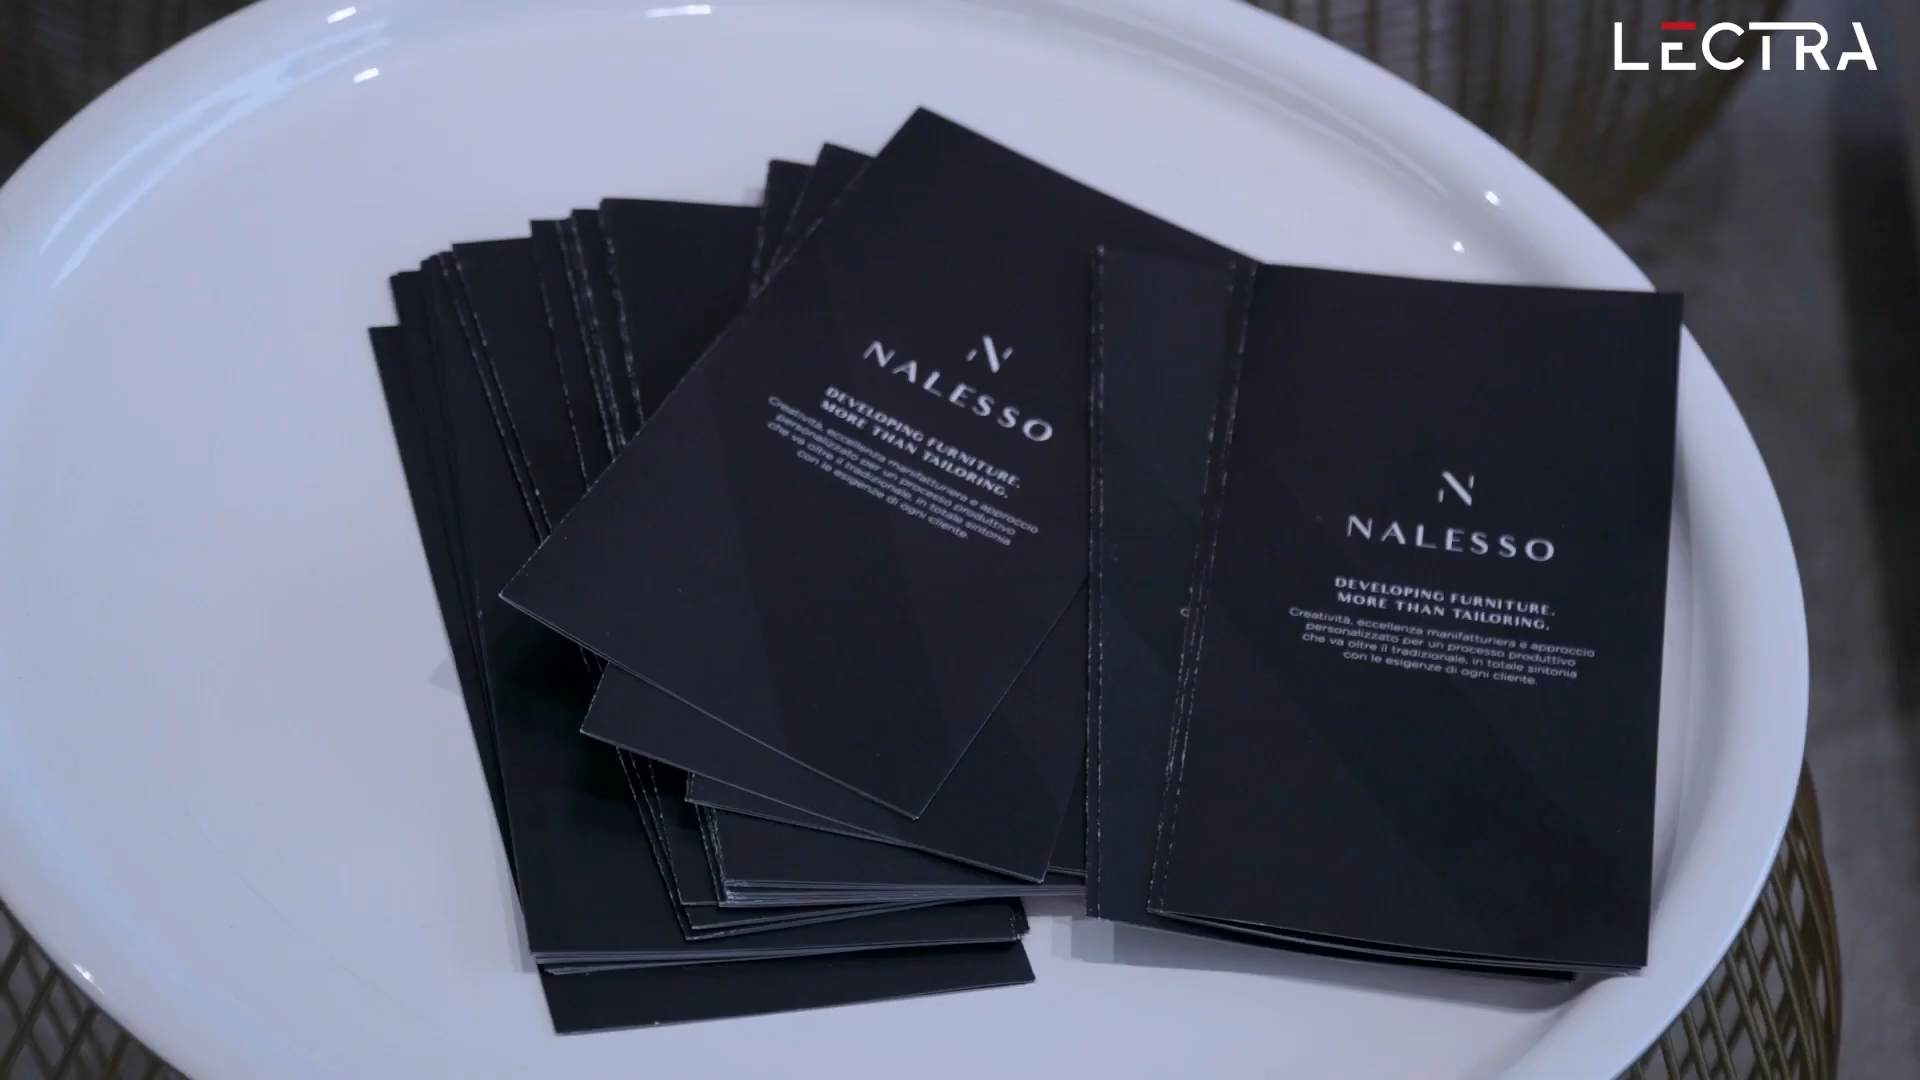 LECTRA
N
NALESSO
DEVELOPING FURNITURE.
MORE THAN TAILORING.
Creatività, eccellenza manifatturiera e approccio
personalizzato per un processo produttivo
che va oltre il tradizionale, in totale sintonia
con le esigenze di ogni cliente.
N
NALESSO
DEVELOPING FURNITURE.
MORE THAN TAILORING.
Creatività, eccellenza manifatturiera e approccio
personalizzato per un processo produttivo
che va oltre il tradizionale, in totale sintonia
con le esigenze di ogni cliente.